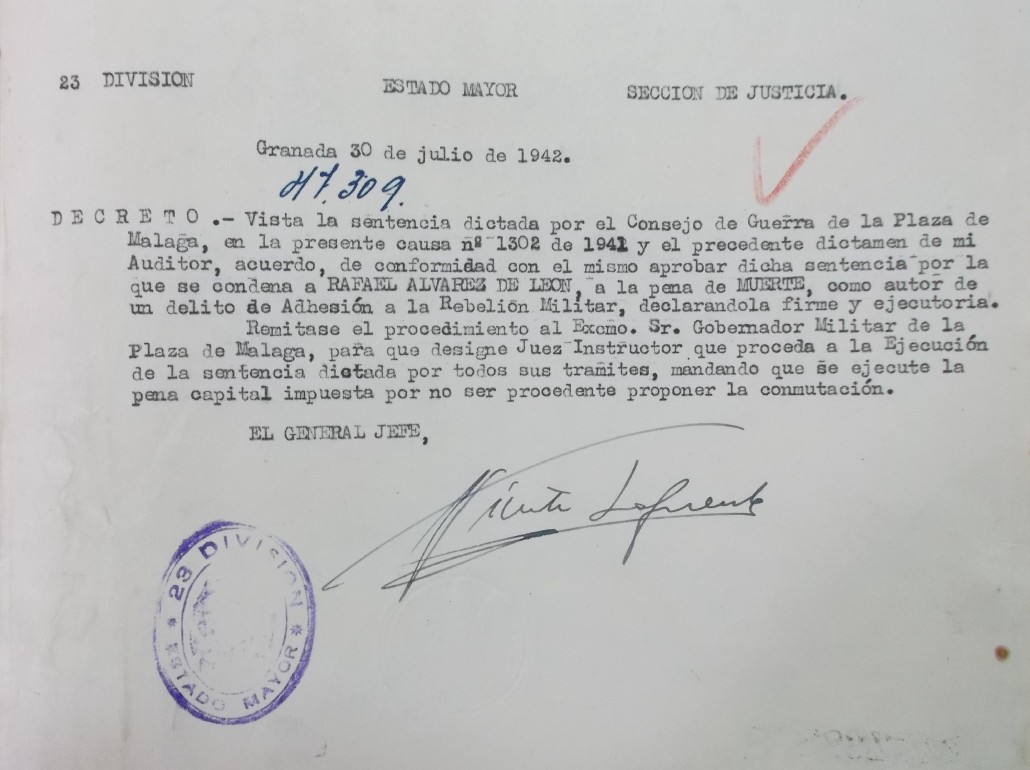 23 DIVISION ESTADO MAYOR SECCION DE JUSTICIA.
Granada 30 de julio de 1942.
47.309.
D E C R E T O .- Vista la sentencia dictada por el Consejo de Guerra de la Plaza de
Malaga, en la presente causa nº 1302 de 1941 y el precedente dictamen de mi
Auditor, acuerdo, de conformidad con el mismo aprobar dicha sentencia por la
que se condena a RAFAEL ALVAREZ DE LEON, a la pena de MUERTE, como autor de
un delito de Adhesión a la Rebelión Militar, declarandola firme y ejecutoria.
Remitase el procedimiento al Excmo. Sr. Gobernador Militar de la
Plaza de Malaga, para que designe Juez Instructor que proceda a la Ejecución
de la sentencia dictada por todos sus tramites, mandando que se ejecute la
pena capital impuesta por no ser procedente proponer la conmutación.
EL GENERAL JEFE,
Vicente Lafuente
* 23 DIVISION *
ESTADO MAYOR